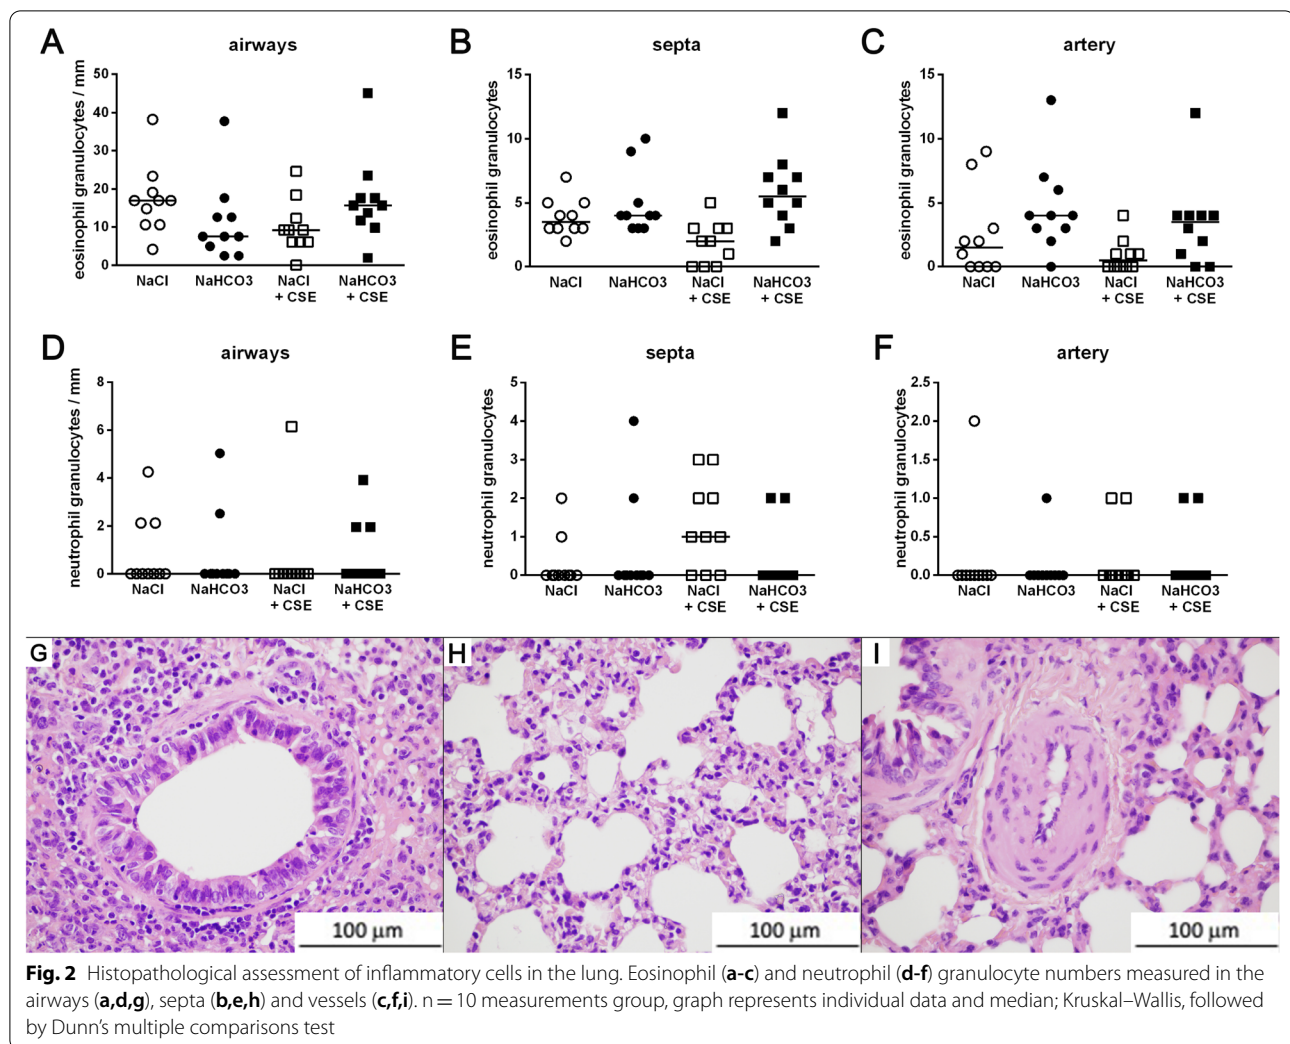 A airways
eosinophil granulocytes / mm
50
40
30
20
10
0
NaCl NaHCO3 NaCl NaHCO3
+ CSE + CSE
B septa
eosinophil granulocytes
15
10
5
0
NaCl NaHCO3 NaCl NaHCO3
+ CSE + CSE
C artery
eosinophil granulocytes
15
10
5
0
NaCl NaHCO3 NaCl NaHCO3
+ CSE + CSE
D airways
neutrophil granulocytes / mm
8
6
4
2
0
NaCl NaHCO3 NaCl NaHCO3
+ CSE + CSE
E septa
neutrophil granulocytes
5
4
3
2
1
0
NaCl NaHCO3 NaCl NaHCO3
+ CSE + CSE
F artery
neutrophil granulocytes
2.5
2.0
1.5
1.0
0.5
0.0
NaCl NaHCO3 NaCl NaHCO3
+ CSE + CSE
G
100 µm
H
100 µm
I
100 µm
Fig. 2 Histopathological assessment of inflammatory cells in the lung. Eosinophil (a-c) and neutrophil (d-f) granulocyte numbers measured in the
airways (a,d,g), septa (b,e,h) and vessels (c,f,i). n = 10 measurements group, graph represents individual data and median; Kruskal–Wallis, followed
by Dunn's multiple comparisons test